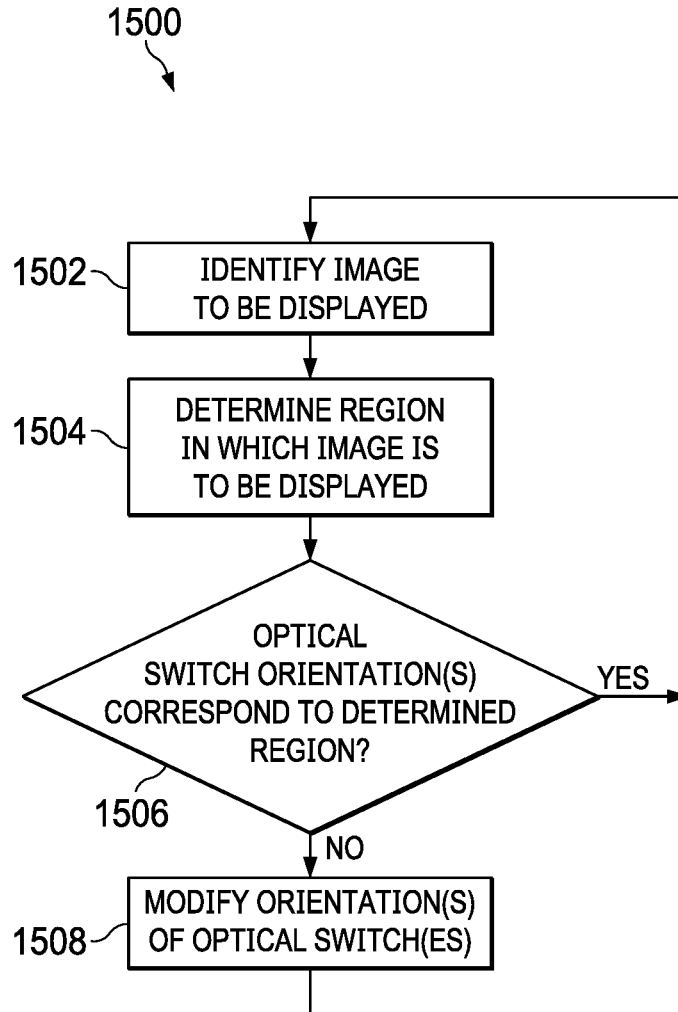 1500
1502
IDENTIFY IMAGE
TO BE DISPLAYED
1504
DETERMINE REGION
IN WHICH IMAGE IS
TO BE DISPLAYED
OPTICAL
SWITCH ORIENTATION(S)
CORRESPOND TO DETERMINED
REGION?
YES
1506
NO
1508
MODIFY ORIENTATION(S)
OF OPTICAL SWITCH(ES)